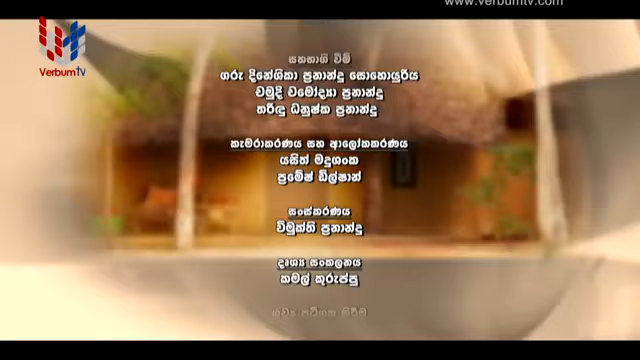 www.verbumtv.com
VerbumTV
සහභාගි වීම්
ගරු දිනේශිකා ප්‍රනාන්දු සොහොයුරිය
චමුදි චමෝද්‍යා ප්‍රනාන්දු
තරිඳු ධනුෂ්ක ප්‍රනාන්දු
කැමරාකරණය සහ ආලෝකකරණය
යසිත් මදුශංක
ප්‍රමේෂ් ඩිල්ෂාන්
සංස්කරණය
විමුක්ති ප්‍රනාන්දු
දෘශ්‍ය සංකලනය
කමල් කුරුප්පු